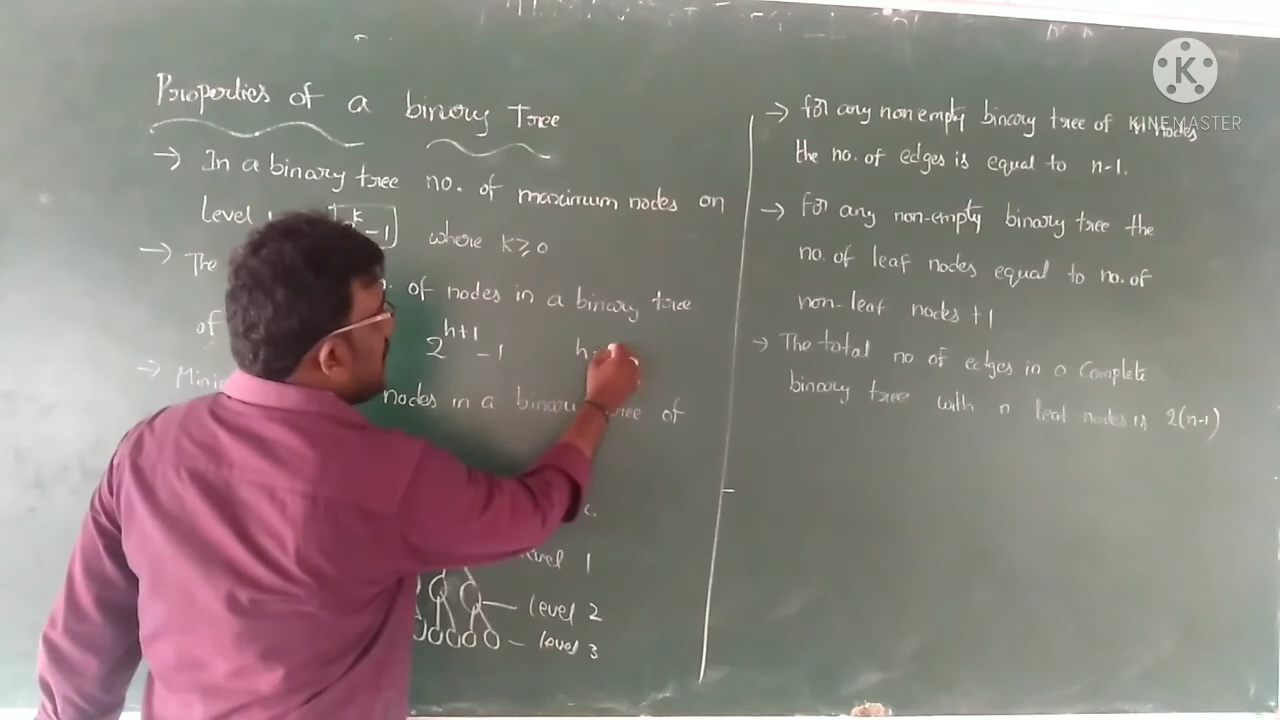 Properties of a binary Tree
→ In a binary tree no. of maximum nodes on
Level
k
-1 where k≥0
→ The
of nodes in a binary tree
of 2^(h+1) -1 h
→
nodes in a binary tree of
level 1
level 2
level 3
→ for any nonempty binary tree of n nodes
the no. of edges is equal to n-1.
→ for any non-empty binary tree the
no. of leaf nodes equal to no. of
non-leaf nodes +1
→ The total no of edges in a Complete
binary tree with n leaf nodes is 2(n-1)
K
KINEMASTER